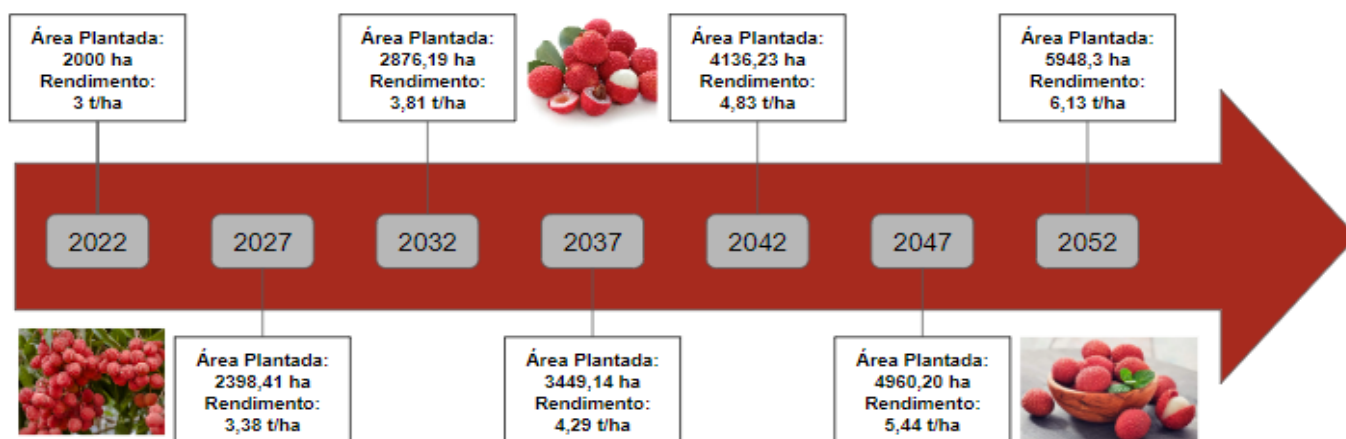 Área Plantada:
2000 ha
Rendimento:
3 t/ha
Área Plantada:
2876,19 ha
Rendimento:
3,81 t/ha
Área Plantada:
4136,23 ha
Rendimento:
4,83 t/ha
Área Plantada:
5948,3 ha
Rendimento:
6,13 t/ha
2022
2027
2032
2037
2042
2047
2052
Área Plantada:
2398,41 ha
Rendimento:
3,38 t/ha
Área Plantada:
3449,14 ha
Rendimento:
4,29 t/ha
Área Plantada:
4960,20 ha
Rendimento:
5,44 t/ha